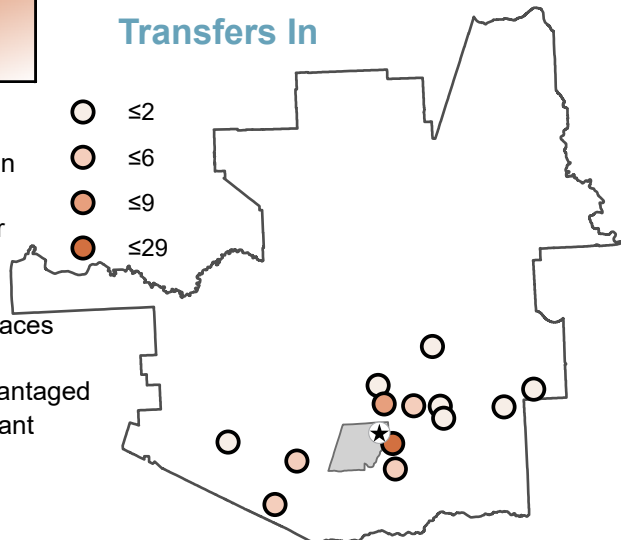 Transfers In
≤2
≤6
n
≤9
r
≤29
aces
antaged
ant